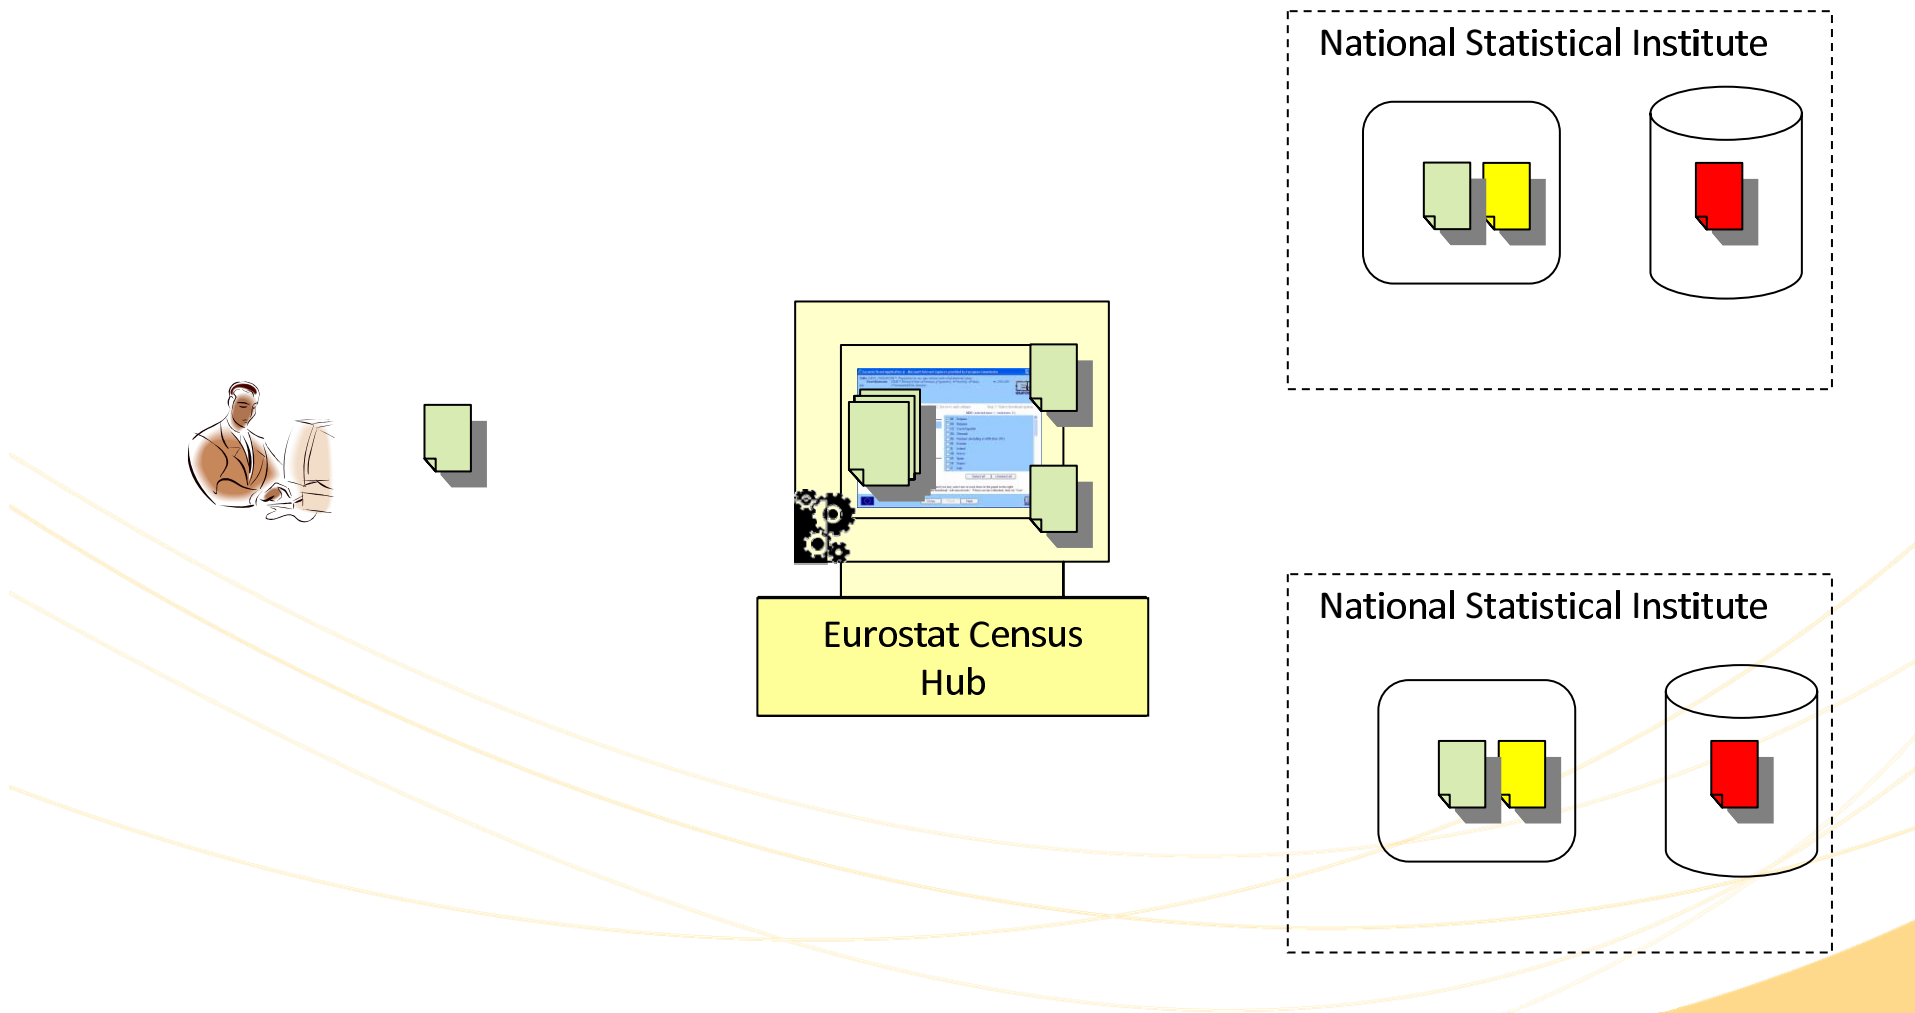 National Statistical Institute
Eurostat Census
Hub
National Statistical Institute